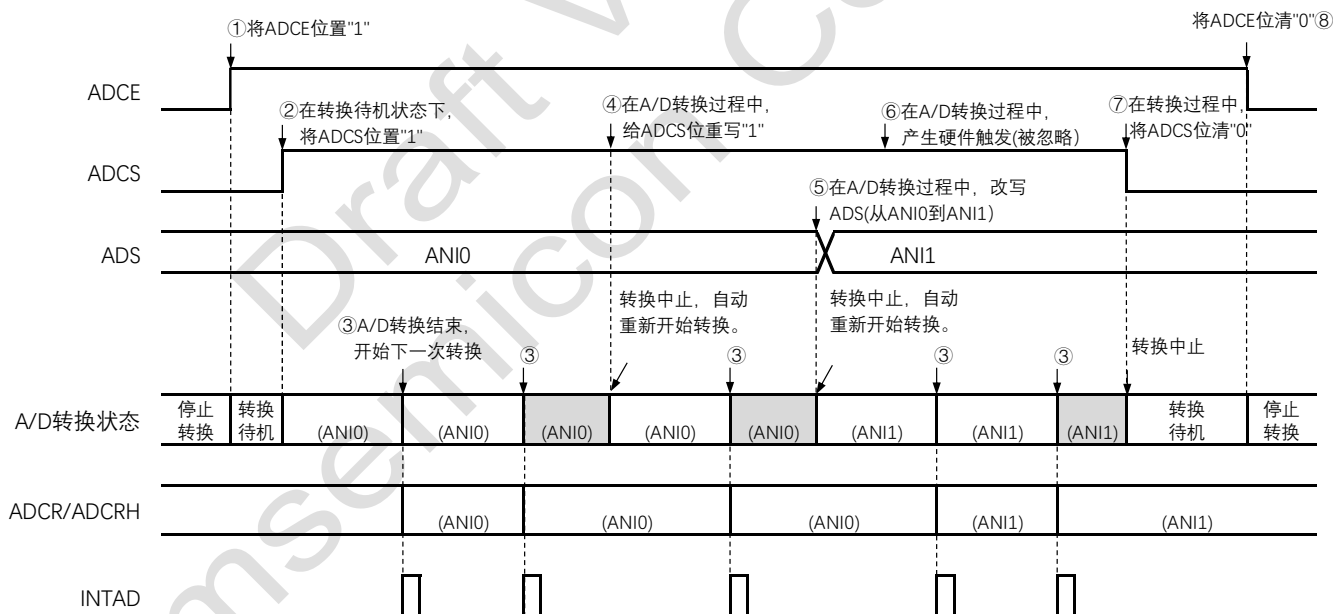 ①将ADCE位置"1"
将ADCE位清"0"⑧
ADCE
②在转换待机状态下，
将ADCS位置"1"
④在A/D转换过程中，
给ADCS位重写"1"
⑥在A/D转换过程中，
产生硬件触发(被忽略）
⑦在转换过程中，
将ADCS位清"0"
ADCS
⑤在A/D转换过程中，改写
ADS(从ANI0到ANI1）
ADS
ANI0
ANI1
转换中止，自动
重新开始转换。
转换中止，自动
重新开始转换。
③A/D转换结束，
开始下一次转换
③
③
③
③
转换中止
A/D转换状态
停止
转换
转换
待机
(ANI0)
(ANI0)
(ANI0)
(ANI0)
(ANI0)
(ANI1)
(ANI1)
(ANI1)
转换
待机
停止
转换
ADCR/ADCRH
(ANI0)
(ANI0)
(ANI0)
(ANI1)
(ANI1)
INTAD
Draft